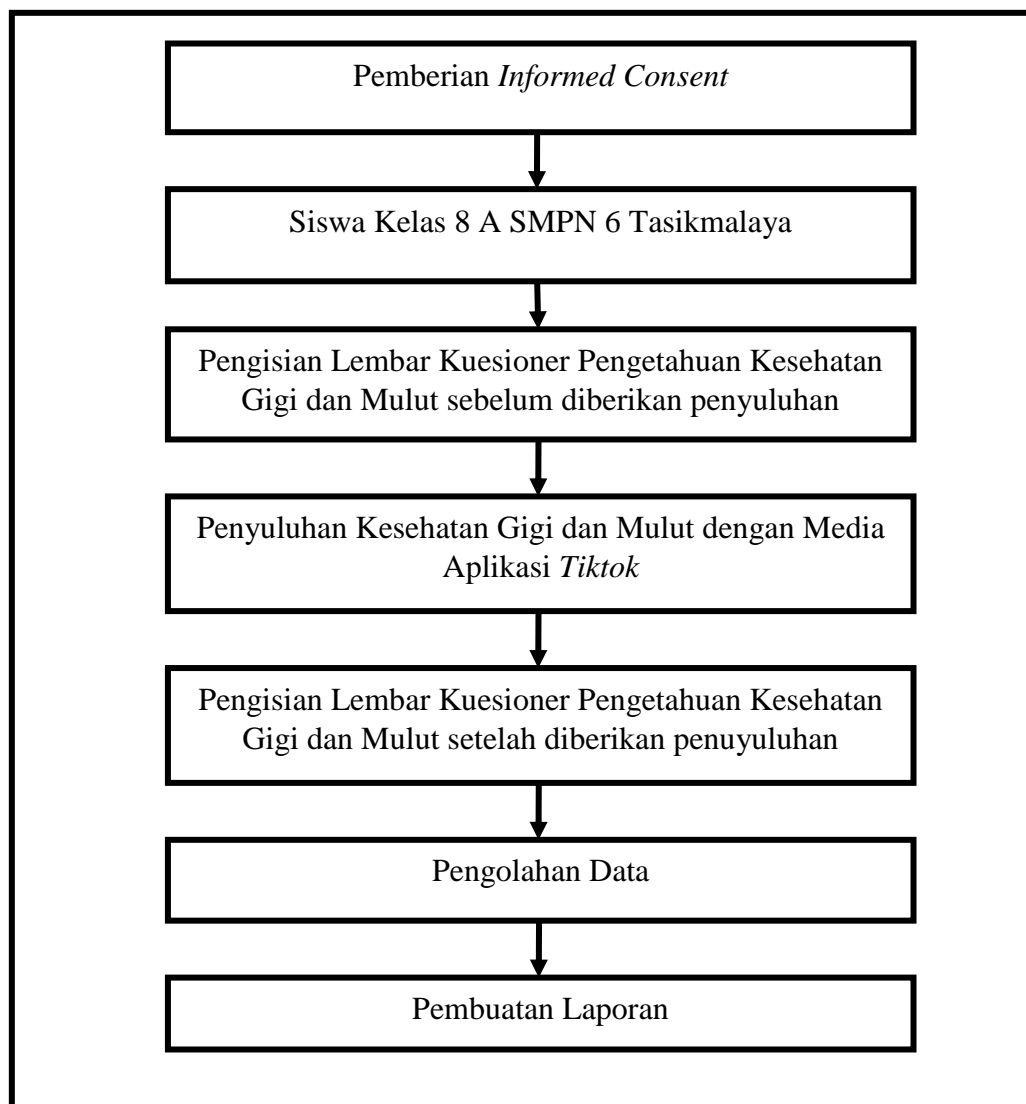 Pemberian Informed Consent
Siswa Kelas 8 A SMPN 6 Tasikmalaya
Pengisian Lembar Kuesioner Pengetahuan Kesehatan
Gigi dan Mulut sebelum diberikan penyuluhan
Penyuluhan Kesehatan Gigi dan Mulut dengan Media
Aplikasi Tiktok
Pengisian Lembar Kuesioner Pengetahuan Kesehatan
Gigi dan Mulut setelah diberikan penuyuluhan
Pengolahan Data
Pembuatan Laporan